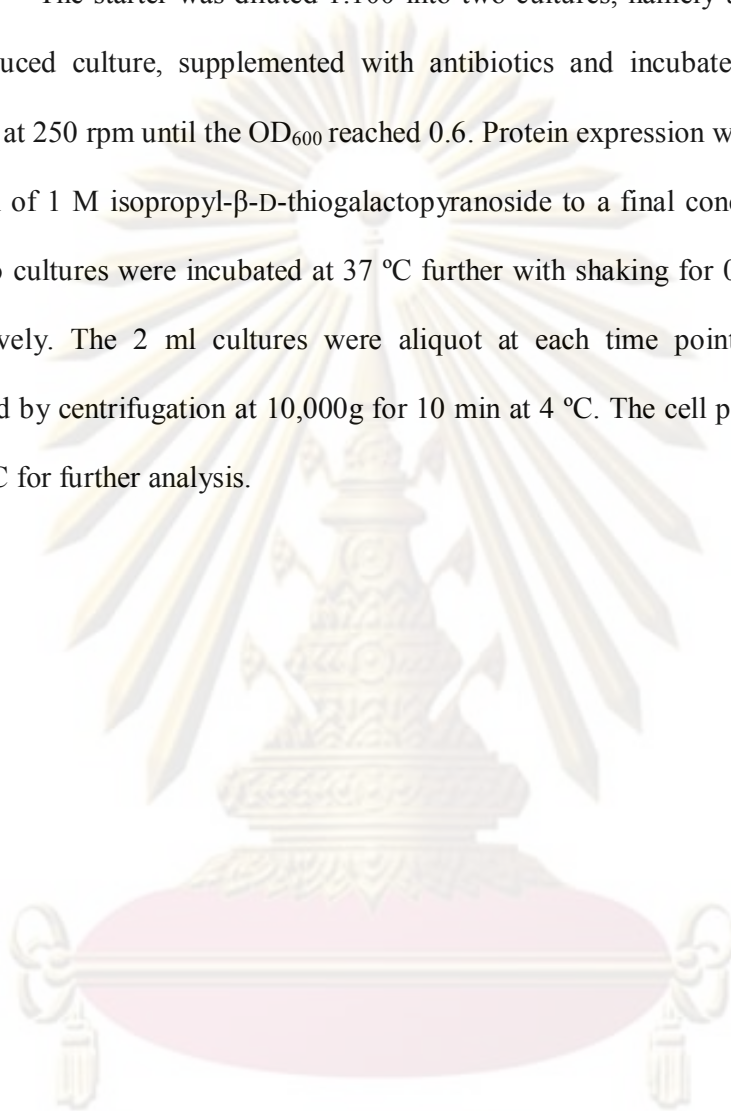 The starter was diluted 1:100 into two cultures, namely
uced culture, supplemented with antibiotics and incubate
at 250 rpm until the OD₆₀₀ reached 0.6. Protein expression w
of 1 M isopropyl-β-D-thiogalactopyranoside to a final conc
cultures were incubated at 37 ºC further with shaking for 0
vely. The 2 ml cultures were aliquot at each time point
d by centrifugation at 10,000g for 10 min at 4 ºC. The cell p
C for further analysis.